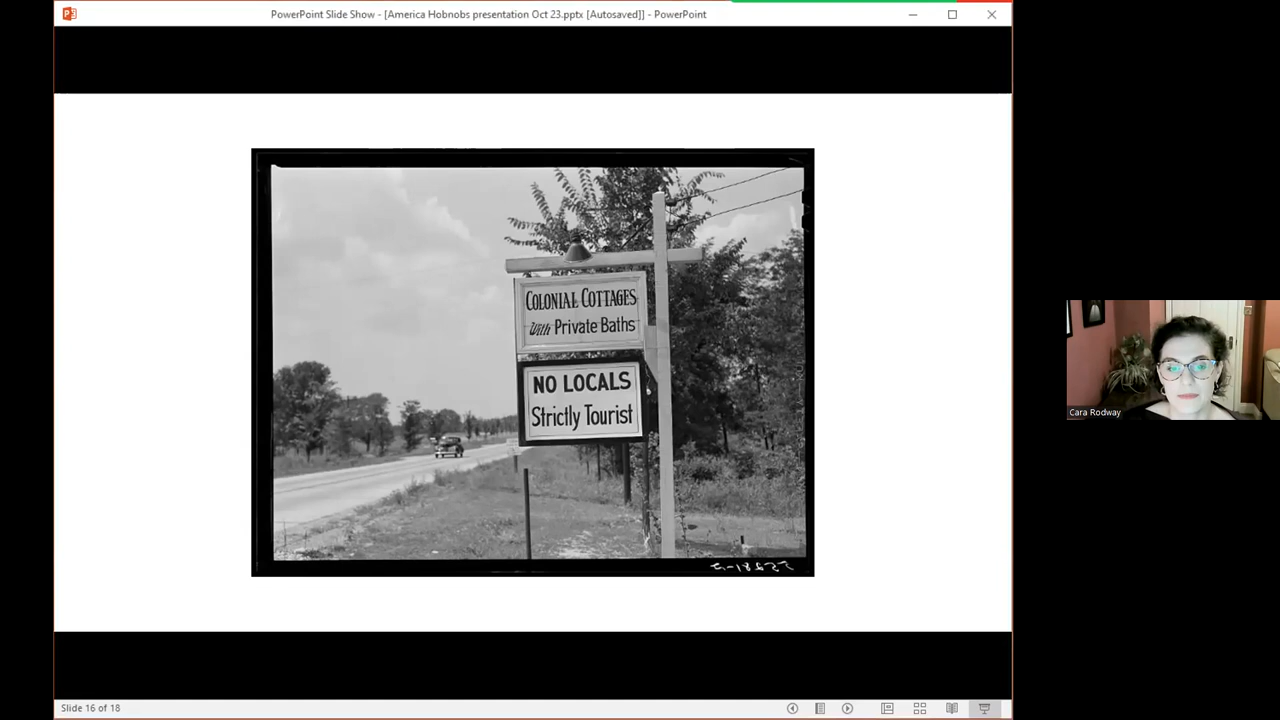 PowerPoint Slide Show - [America Hobnobs presentation Oct 23.pptx [Autosaved]] - PowerPoint
COLONIAL COTTAGES
With Private Baths
NO LOCALS
Strictly Tourist
Cara Rodway
Slide 16 of 18